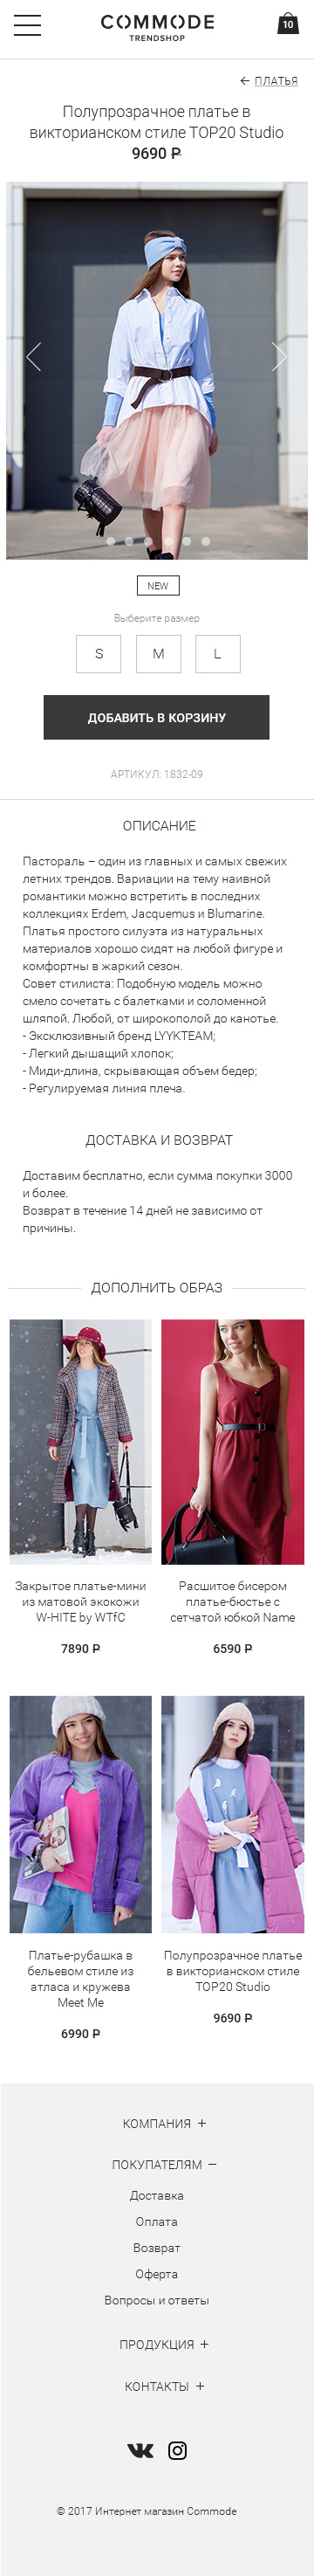 COMMODE
TRENDSHOP
10
← ПЛАТЬЯ
Полупрозрачное платье в
викторианском стиле TOP20 Studio
9690 ₽
NEW
Выберите размер
S M L
ДОБАВИТЬ В КОРЗИНУ
АРТИКУЛ: 1832-09
ОПИСАНИЕ
Пастораль – один из главных и самых свежих
летних трендов. Вариации на тему наивной
романтики можно встретить в последних
коллекциях Erdem, Jacquemus и Blumarine.
Платья простого силуэта из натуральных
материалов хорошо сидят на любой фигуре и
комфортны в жаркий сезон.
Совет стилиста: Подобную модель можно
смело сочетать с балетками и соломенной
шляпой. Любой, от широкополой до канотье.
- Эксклюзивный бренд LYYKTEAM;
- Легкий дышащий хлопок;
- Миди-длина, скрывающая объем бедер;
- Регулируемая линия плеча.
ДОСТАВКА И ВОЗВРАТ
Доставим бесплатно, если сумма покупки 3000
и более.
Возврат в течение 14 дней не зависимо от
причины.
ДОПОЛНИТЬ ОБРАЗ
Закрытое платье-мини
из матовой экокожи
W-HITE by WTFC
7890 ₽
Расшитое бисером
платье-бюстье с
сетчатой юбкой Name
6590 ₽
Платье-рубашка в
бельевом стиле из
атласа и кружева
Meet Me
6990 ₽
Полупрозрачное платье
в викторианском стиле
TOP20 Studio
9690 ₽
КОМПАНИЯ +
ПОКУПАТЕЛЯМ –
Доставка
Оплата
Возврат
Оферта
Вопросы и ответы
ПРОДУКЦИЯ +
КОНТАКТЫ +
© 2017 Интернет магазин Commode